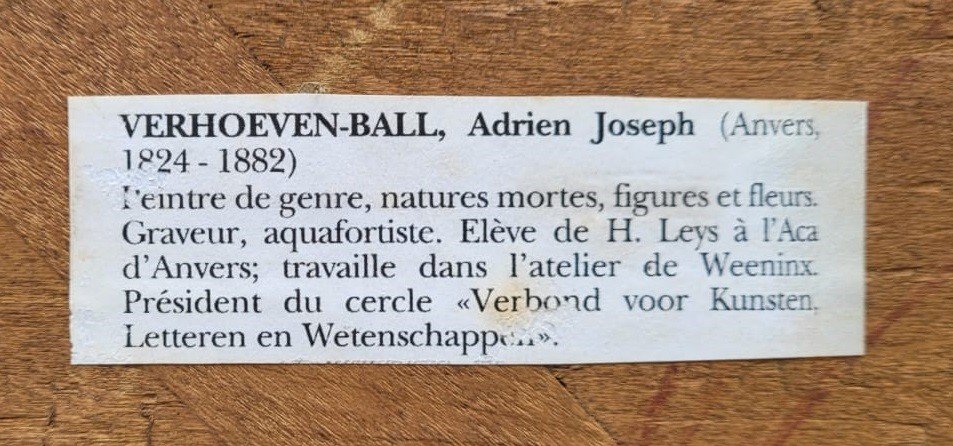 VERHOEVEN-BALL, Adrien Joseph (Anvers,
1824 - 1882)
Peintre de genre, natures mortes, figures et fleurs.
Graveur, aquafortiste. Elève de H. Leys à l'Aca
d'Anvers; travaille dans l'atelier de Weeninx.
Président du cercle «Verbond voor Kunsten,
Letteren en Wetenschappen».